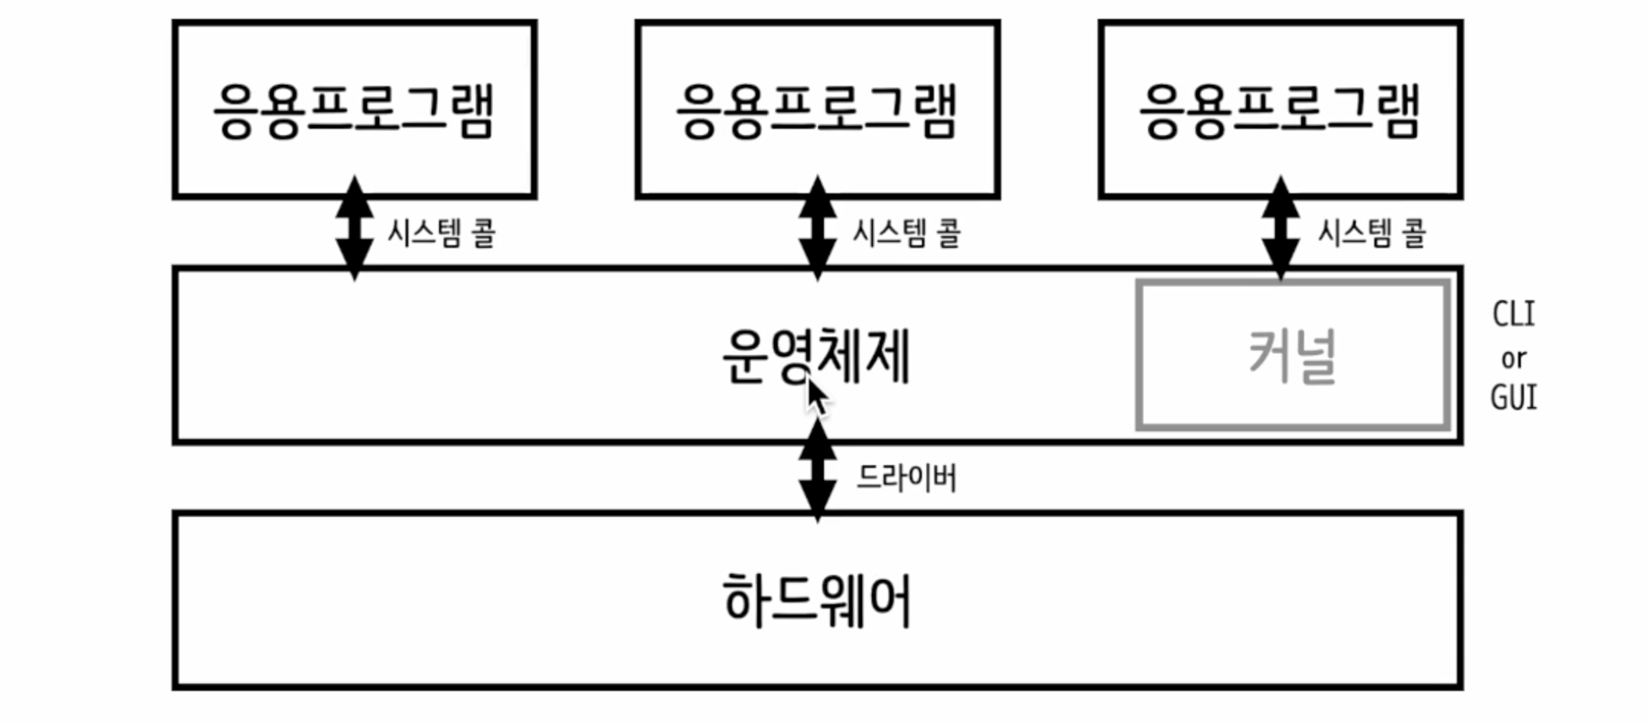 응용프로그램
응용프로그램
응용프로그램
시스템 콜
시스템 콜
시스템 콜
운영체제
커널
CLI
or
GUI
드라이버
하드웨어